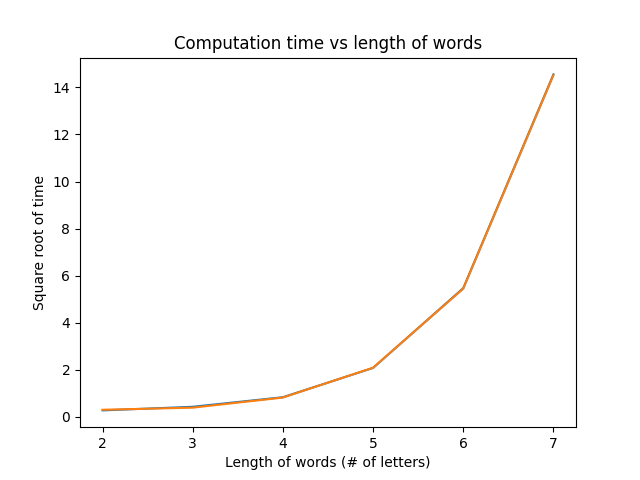 Computation time vs length of words
14
12
10
8
6
4
2
0
Square root of time
2 3 4 5 6 7
Length of words (# of letters)